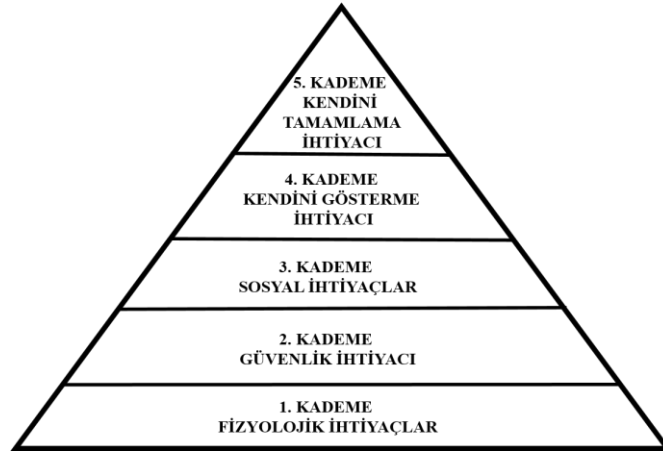 5. KADEME
KENDİNİ
TAMAMLAMA
İHTİYACI
4. KADEME
KENDİNİ GÖSTERME
İHTİYACI
3. KADEME
SOSYAL İHTİYAÇLAR
2. KADEME
GÜVENLİK İHTİYACI
1. KADEME
FİZYOLOJİK İHTİYAÇLAR